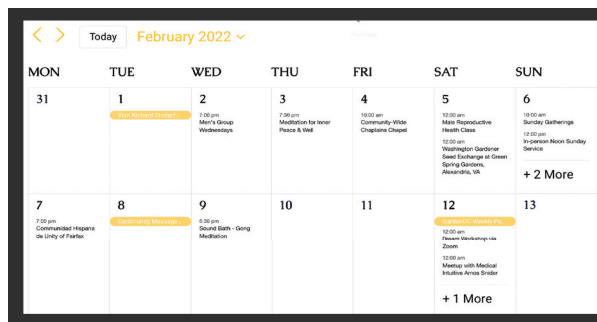 Today
February 2022
MON TUE WED THU FRI SAT SUN
31 1 2 3 4 5 6
7:00 pm
Men's Group
Wednesdays
7:30 pm
Meditation for Inner
Peace & Well
10:00 am
Community-Wide
Chaplains Chapel
12:00 am
Male Reproductive
Health Class
12:00 am
Washington Gardener
Seed Exchange at Green
Spring Gardens,
Alexandria, VA
10:00 am
Sunday Gatherings
12:00 pm
In-person Noon Sunday
Service
+ 2 More
7 8 9 10 11 12 13
7:00 pm
Communidad Hispana
de Unity of Fairfax
Community Massage...
6:30 pm
Sound Bath - Gong
Meditation
GardenDC Weekly Po...
12:00 am
Dream Workshop via
Zoom
12:00 am
Meetup with Medical
Intuitive Amos Snider
+ 1 More